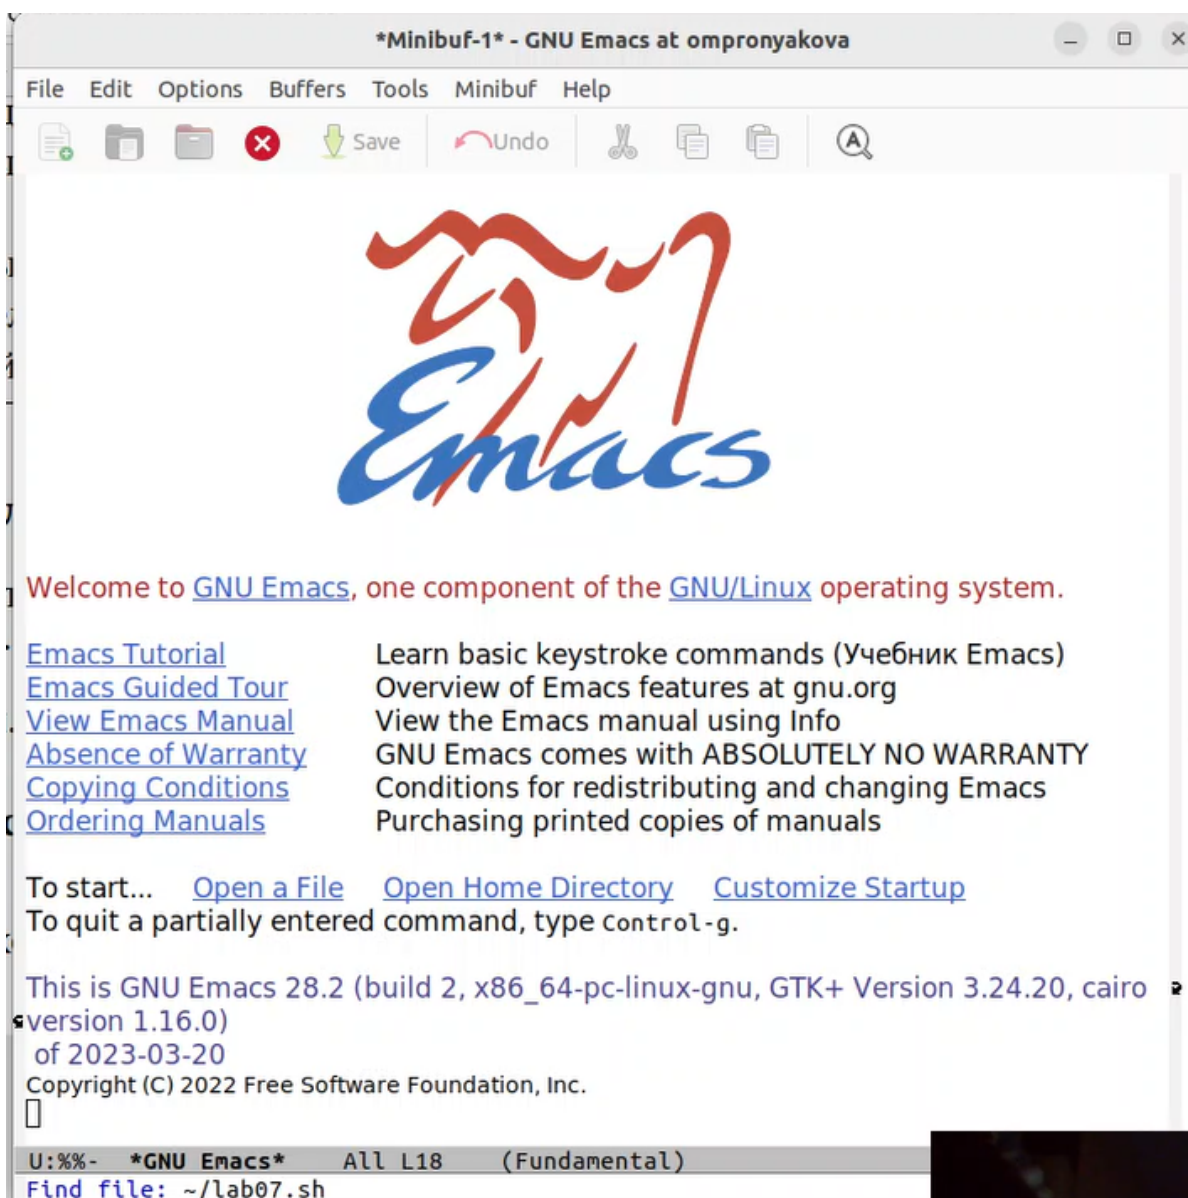 *Minibuf-1* - GNU Emacs at ompronyakova
File Edit Options Buffers Tools Minibuf Help
Save Undo
Emacs
Welcome to GNU Emacs, one component of the GNU/Linux operating system.
Emacs Tutorial Learn basic keystroke commands (Учебник Emacs)
Emacs Guided Tour Overview of Emacs features at gnu.org
View Emacs Manual View the Emacs manual using Info
Absence of Warranty GNU Emacs comes with ABSOLUTELY NO WARRANTY
Copying Conditions Conditions for redistributing and changing Emacs
Ordering Manuals Purchasing printed copies of manuals
To start... Open a File Open Home Directory Customize Startup
To quit a partially entered command, type Control-g.
This is GNU Emacs 28.2 (build 2, x86_64-pc-linux-gnu, GTK+ Version 3.24.20, cairo
version 1.16.0)
of 2023-03-20
Copyright (C) 2022 Free Software Foundation, Inc.
U:%%- *GNU Emacs* All L18 (Fundamental)
Find file: ~/lab07.sh